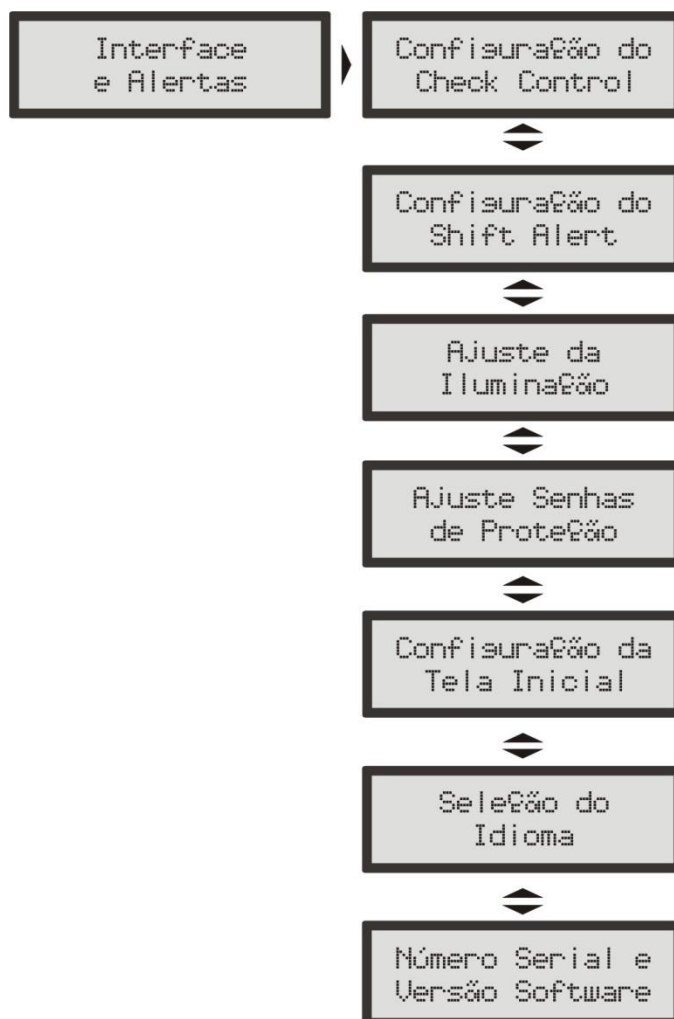 Interface
e Alertas
Configuração do
Check Control
Configuração do
Shift Alert
Ajuste da
Iluminação
Ajuste Senhas
de Proteção
Configuração da
Tela Inicial
Seleção do
Idioma
Número Serial e
Versão Software